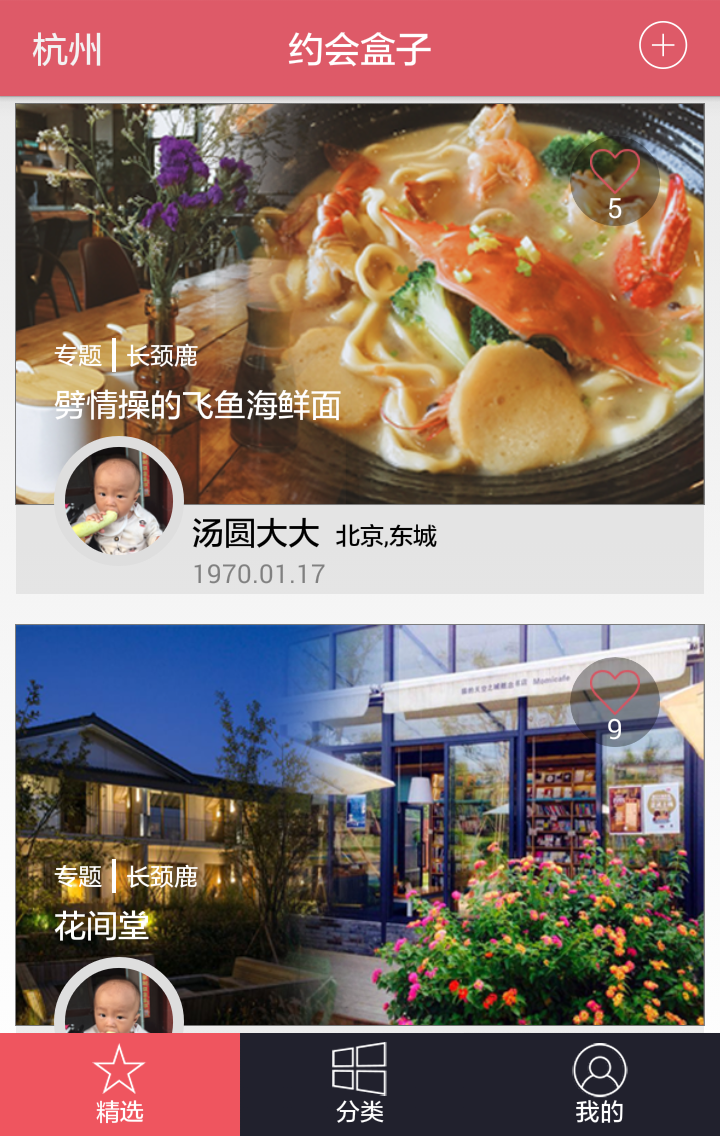 杭州
约会盒子
5
专题 | 长颈鹿
劈情操的飞鱼海鲜面
汤圆大大 北京,东城
1970.01.17
Momicafe
9
专题 | 长颈鹿
花间堂
精选
分类
我的